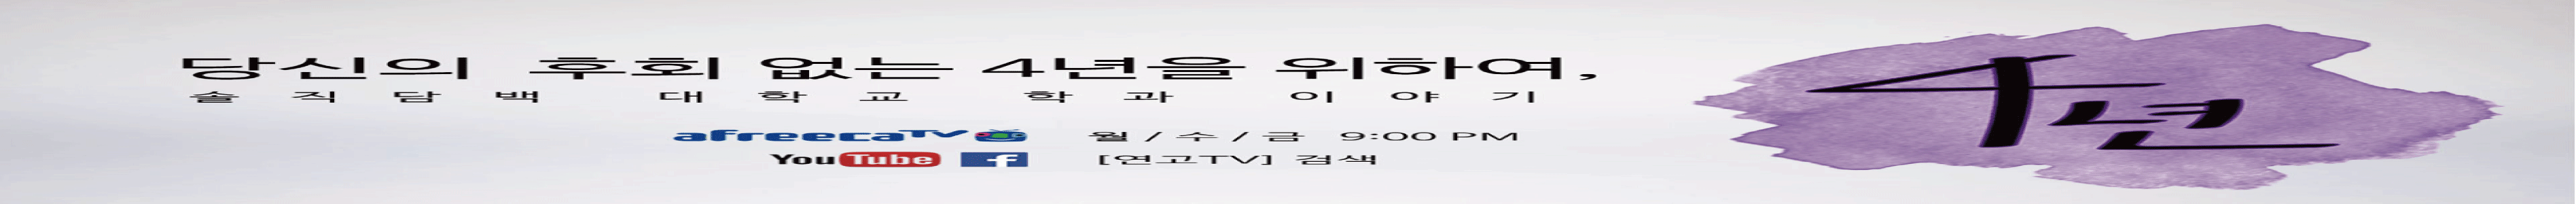 당신의 후회 없는 4년을 위하여,
솔직담백 대학교 학과 이야기
afreecaTV 월/수/금 9:00 PM
YouTube f [연고TV] 검색
4년